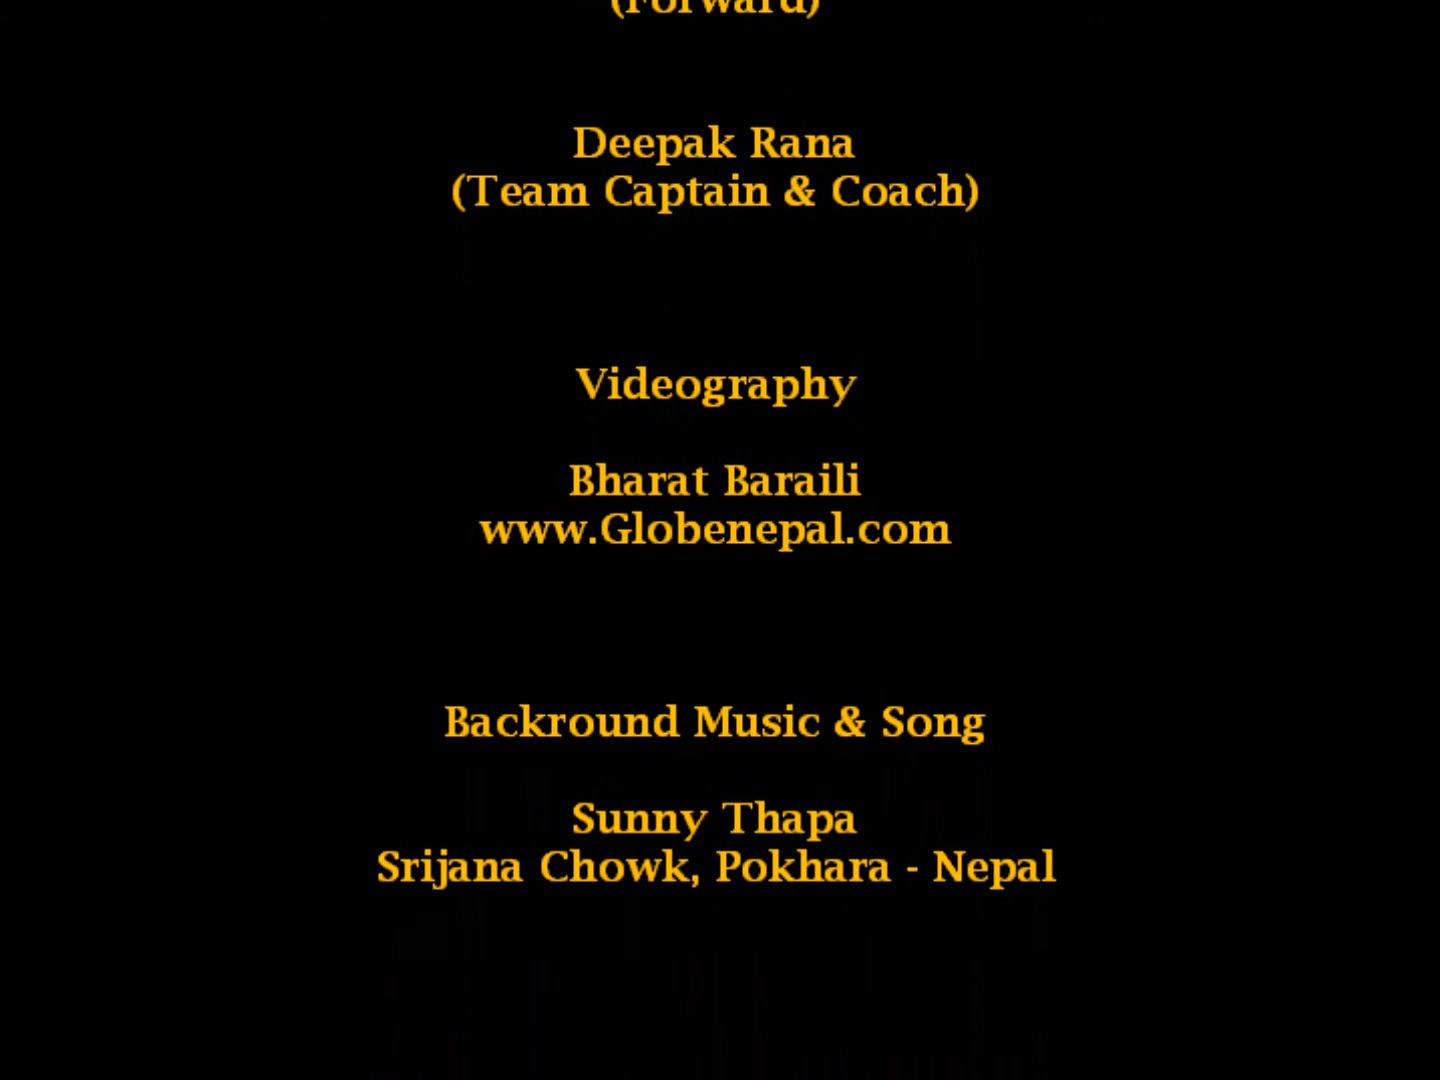 (Forward)
Deepak Rana
(Team Captain & Coach)
Videography
Bharat Baraili
www.Globenepal.com
Backround Music & Song
Sunny Thapa
Srijana Chowk, Pokhara - Nepal